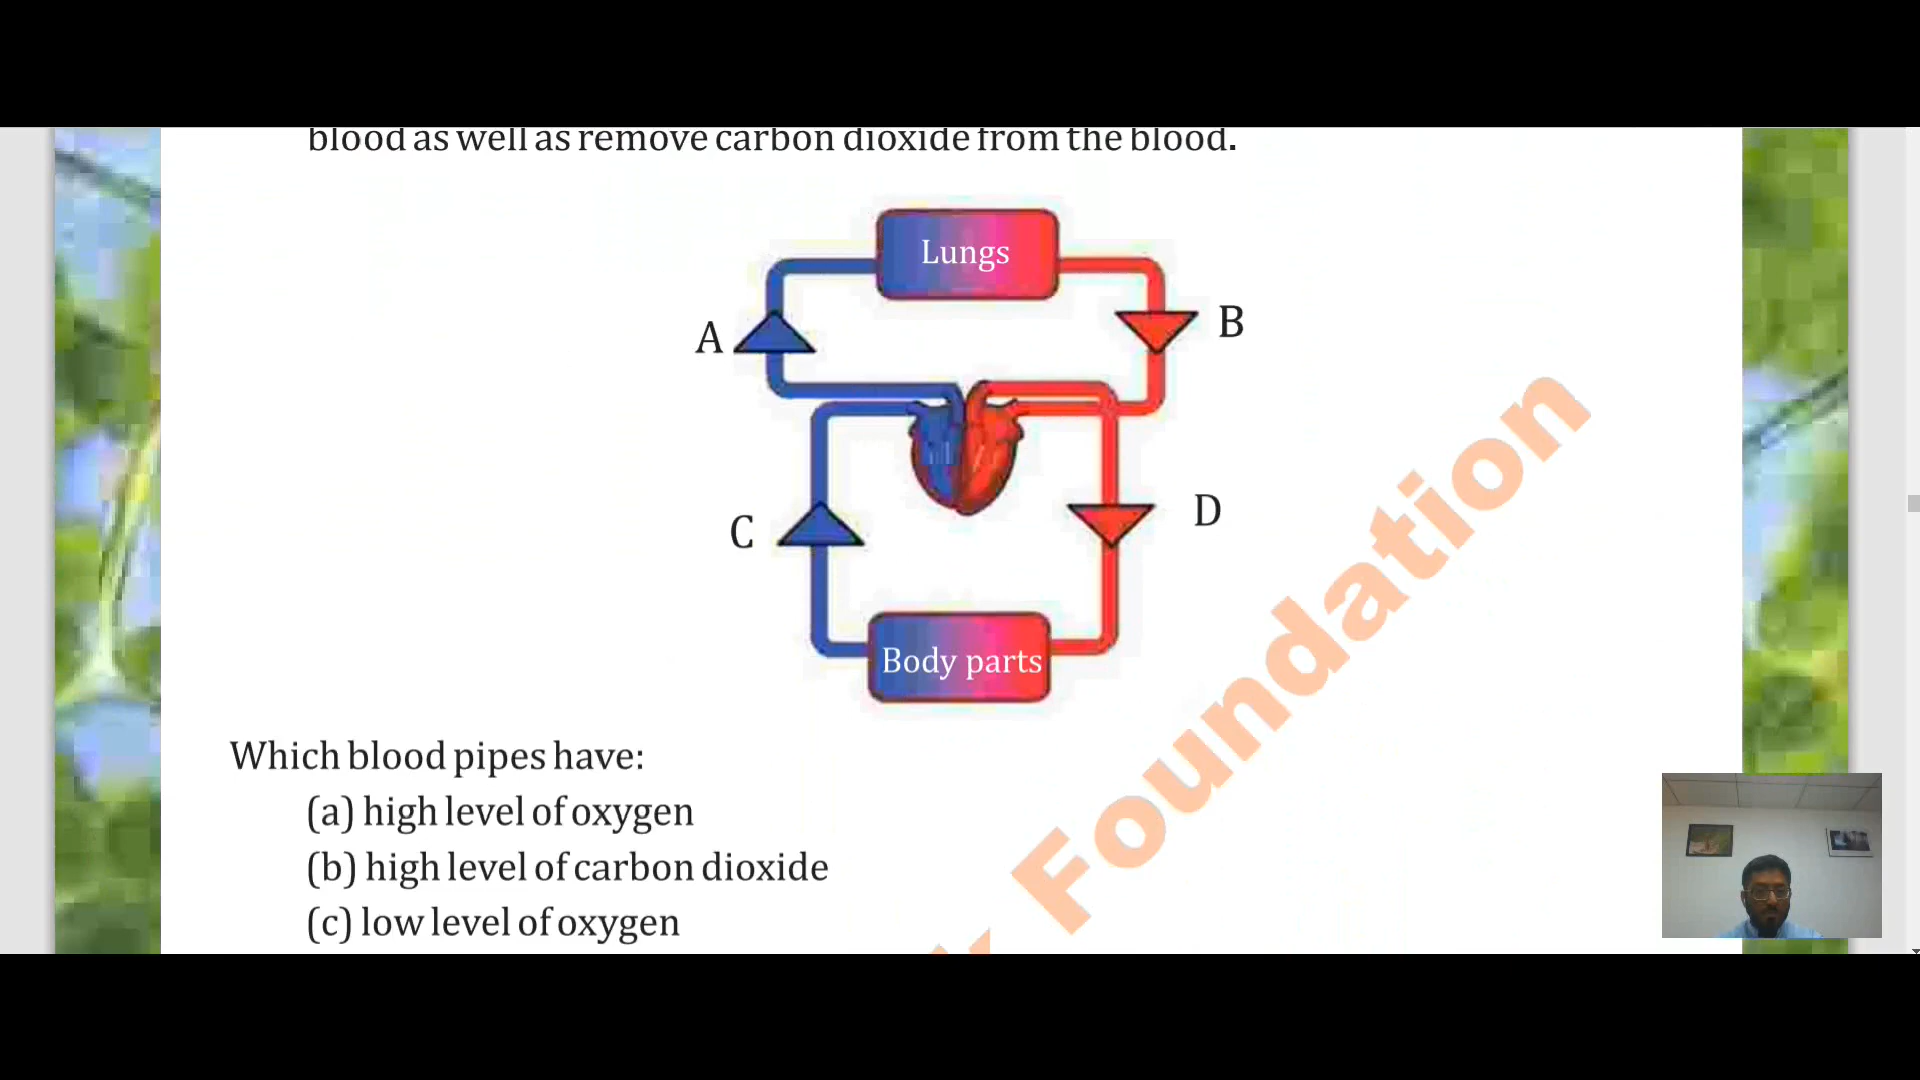 blood as well as remove carbon dioxide from the blood.
Lungs
A
B
C
D
Body parts
Which blood pipes have:
(a) high level of oxygen
(b) high level of carbon dioxide
(c) low level of oxygen
Foundation